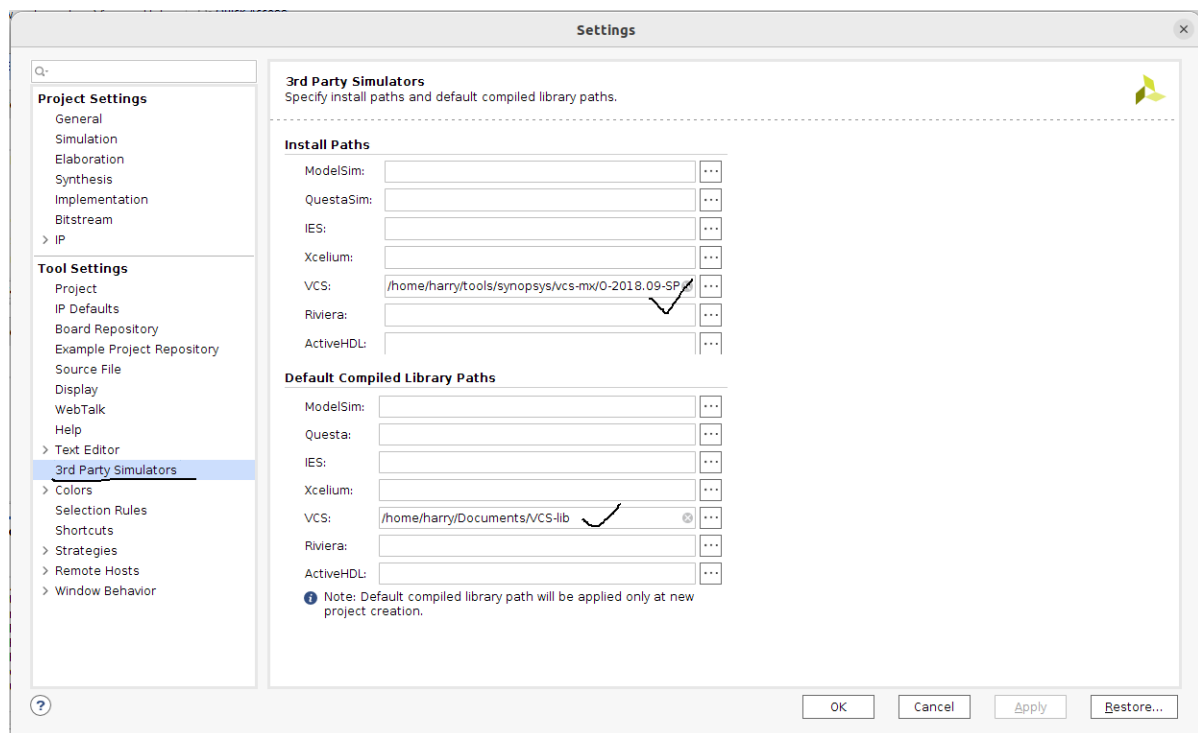 Settings
Project Settings
General
Simulation
Elaboration
Synthesis
Implementation
Bitstream
IP
Tool Settings
Project
IP Defaults
Board Repository
Example Project Repository
Source File
Display
WebTalk
Help
Text Editor
3rd Party Simulators
Colors
Selection Rules
Shortcuts
Strategies
Remote Hosts
Window Behavior
3rd Party Simulators
Specify install paths and default compiled library paths.
Install Paths
ModelSim:
QuestaSim:
IES:
Xcelium:
VCS: /home/harry/tools/synopsys/vcs-mx/O-2018.09-SP
Riviera:
ActiveHDL:
Default Compiled Library Paths
ModelSim:
Questa:
IES:
Xcelium:
VCS: /home/harry/Documents/VCS-lib
Riviera:
ActiveHDL:
Note: Default compiled library path will be applied only at new
project creation.
OK Cancel Apply Restore...